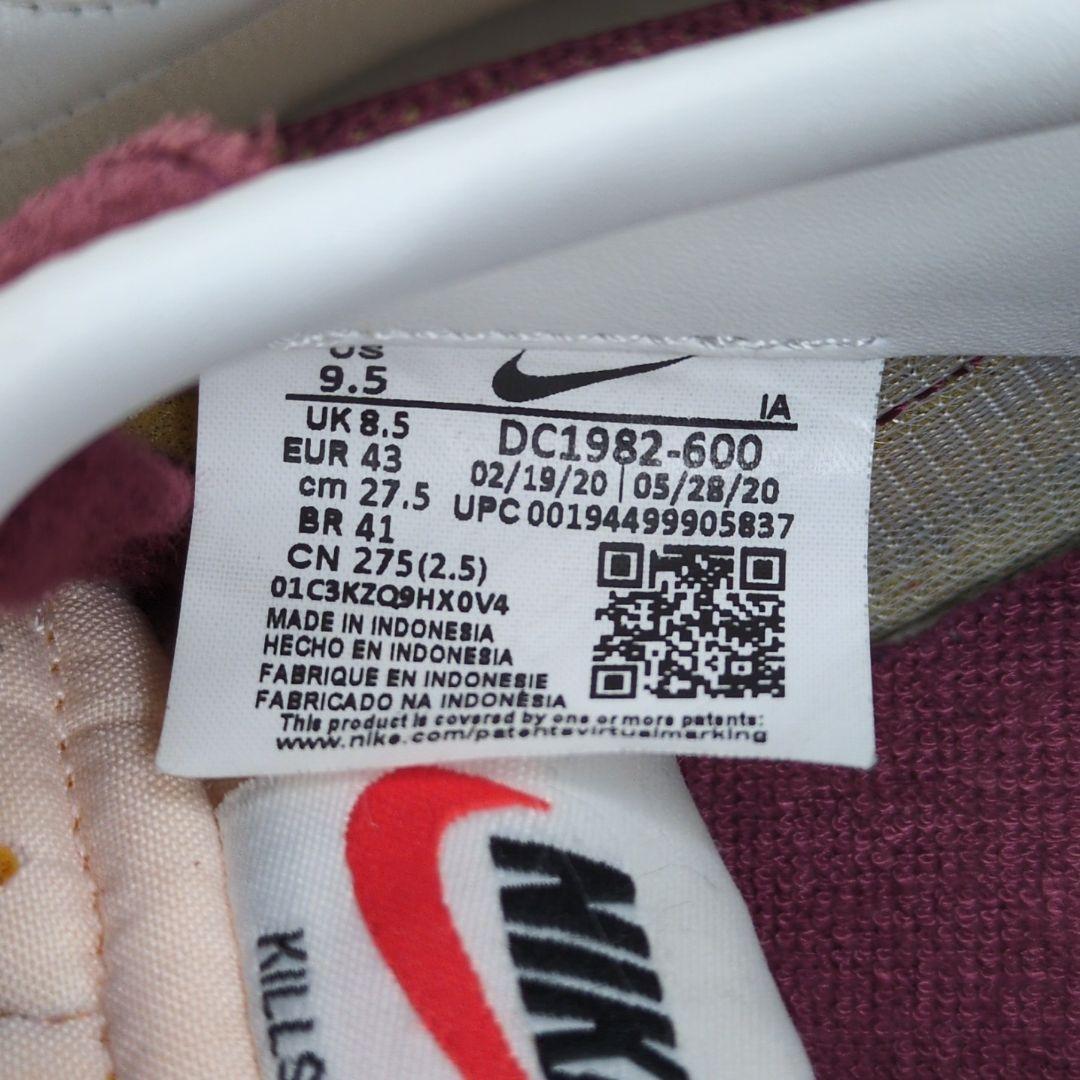 US
9.5
UK 8.5
EUR 43
cm 27.5
BR 41
CN 275(2.5)
IA
DC1982-600
02/19/20 | 05/28/20
UPC 00194499905837
01C3KZQ9HX0V4
MADE IN INDONESIA
HECHO EN INDONESIA
FABRIQUE EN INDONESIE
FABRICADO NA INDONÉSIA
This product is covered by one or more patents:
www.nike.com/patentsvirtualmarking
NIK
KILLS